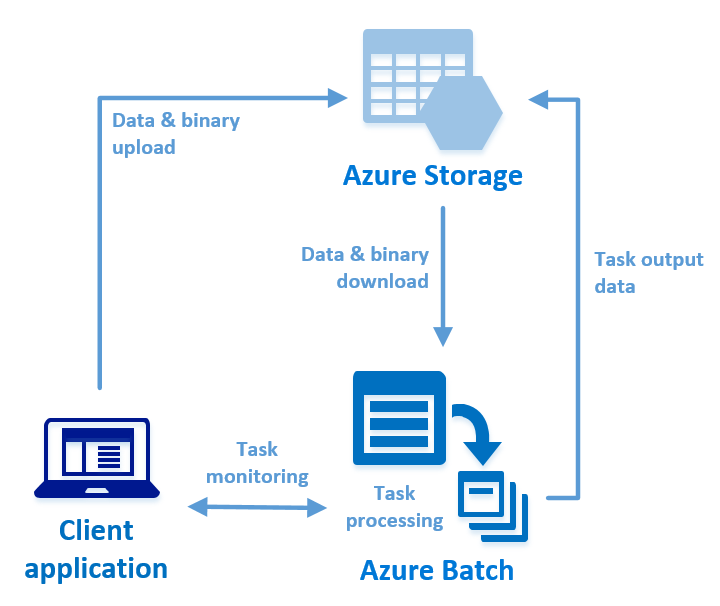 Data & binary
upload
Azure Storage
Data & binary
download
Task output
data
Task
monitoring
Task
processing
Client
application
Azure Batch